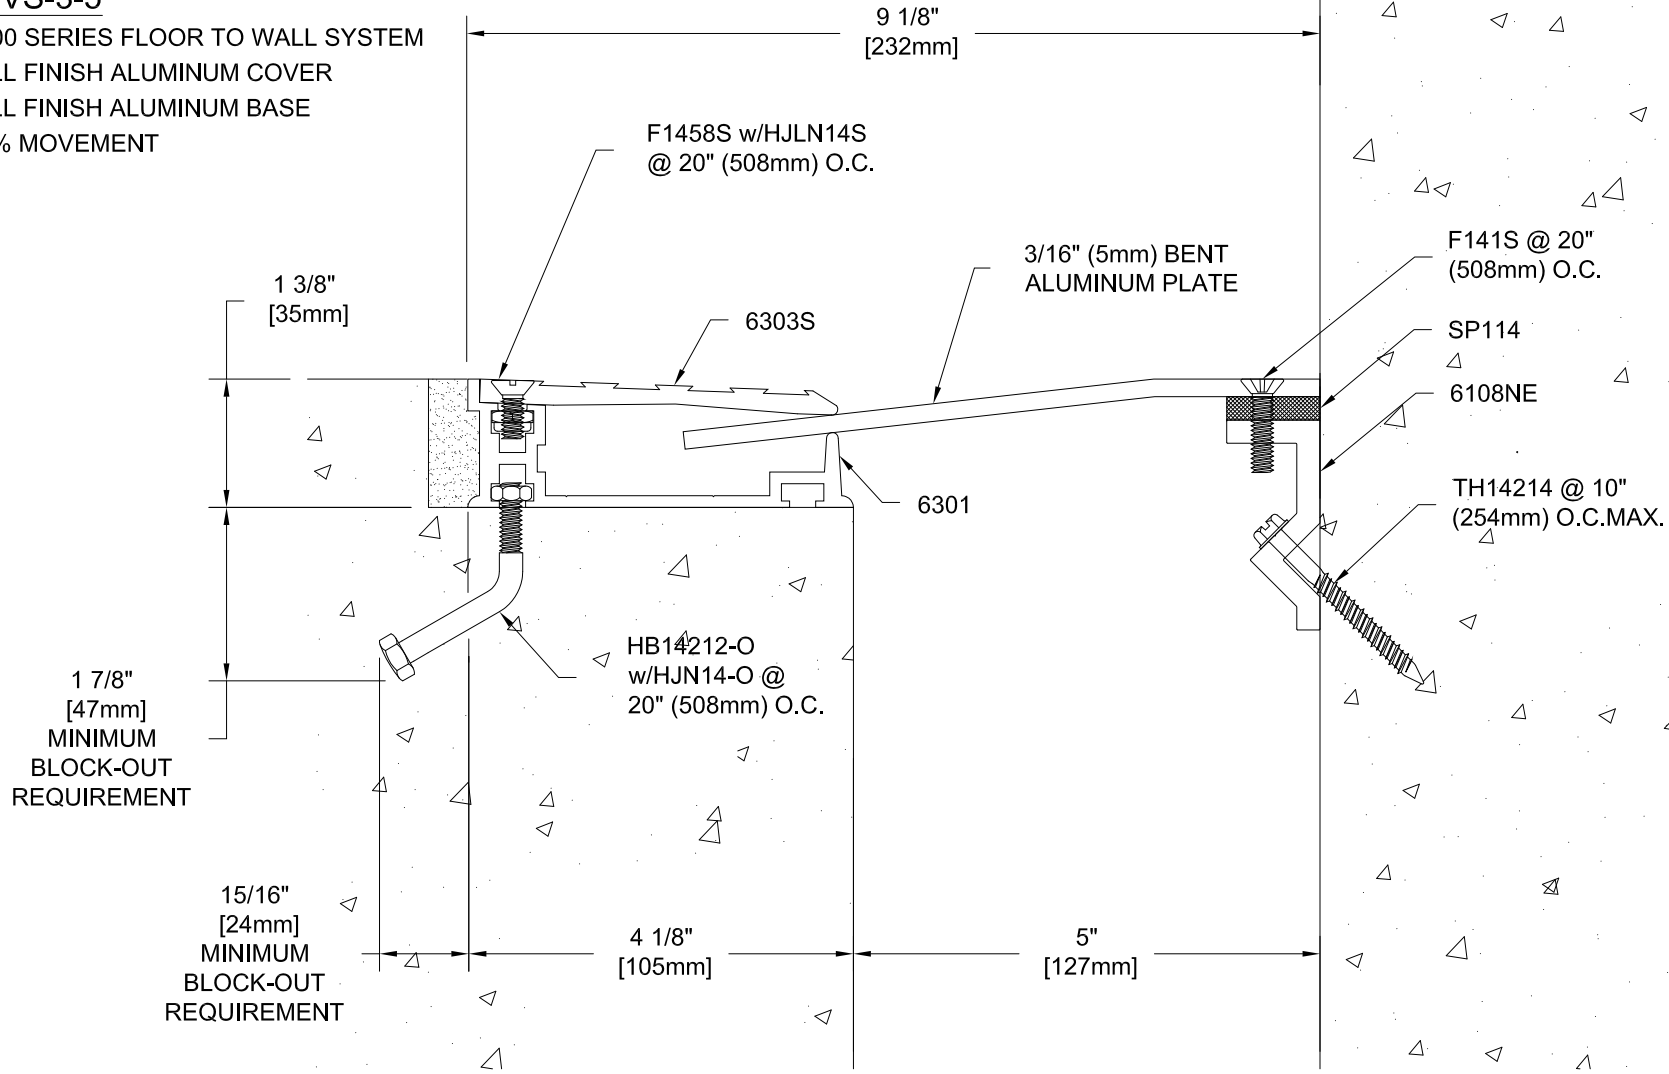 FLOOR TO WALL SYSTEM
SERIES
FINISH ALUMINUM COVER
FINISH ALUMINUM BASE
MOVEMENT
9 1/8"
[232mm]
F1458S w/HJLN14S
@ 20" (508mm) O.C.
3/16" (5mm) BENT
ALUMINUM PLATE
F141S @ 20"
(508mm) O.C.
1 3/8"
[35mm]
6303S
SP114
6108NE
6301
TH14214 @ 10"
(254mm) O.C.MAX.
HB14212-O
w/HJN14-O @
20" (508mm) O.C.
1 7/8"
[47mm]
MINIMUM
BLOCK-OUT
REQUIREMENT
15/16"
[24mm]
MINIMUM
BLOCK-OUT
REQUIREMENT
4 1/8"
[105mm]
5"
[127mm]